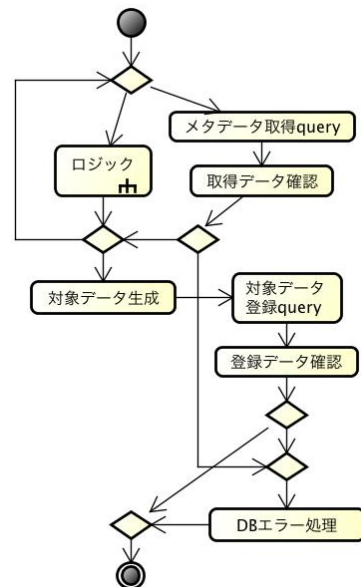 メタデータ取得query
ロジック
取得データ確認
対象データ生成
対象データ
登録query
登録データ確認
DBエラー処理